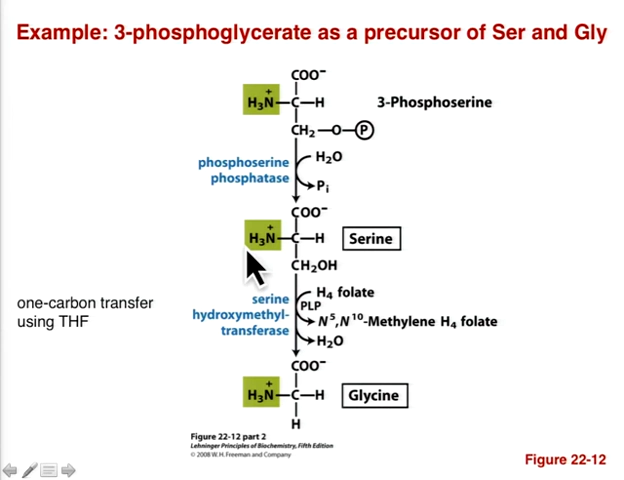 Example: 3-phosphoglycerate as a precursor of Ser and Gly
COO⁻
H₃N⁺—C—H
3-Phosphoserine
CH₂—O—P
phosphoserine
phosphatase
H₂O
Pᵢ
COO⁻
H₃N⁺—C—H
Serine
CH₂OH
one-carbon transfer
using THF
serine
hydroxymethyl-
transferase
H₄ folate
PLP
N⁵,N¹⁰-Methylene H₄ folate
H₂O
COO⁻
H₃N⁺—C—H
Glycine
H
Figure 22-12 part 2
Lehninger Principles of Biochemistry, Fifth Edition
© 2008 W. H. Freeman and Company
Figure 22-12